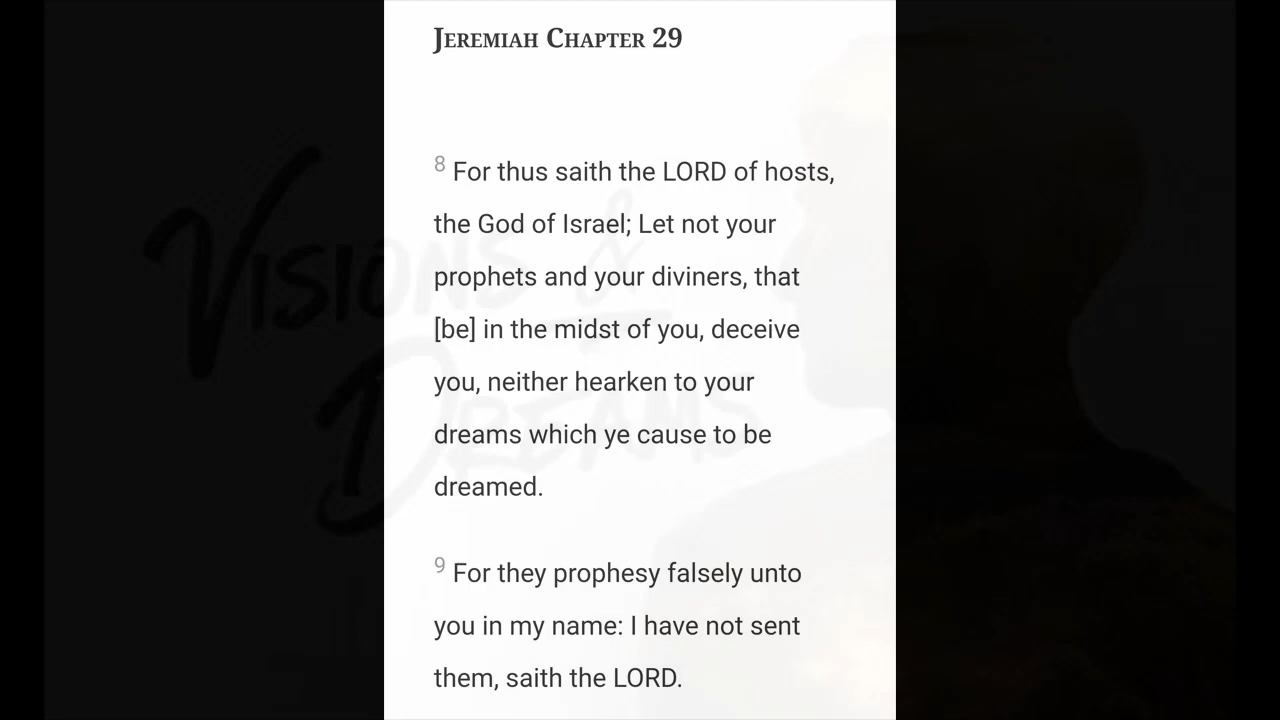 JEREMIAH CHAPTER 29
8 For thus saith the LORD of hosts,
the God of Israel; Let not your
prophets and your diviners, that
[be] in the midst of you, deceive
you, neither hearken to your
dreams which ye cause to be
dreamed.
9 For they prophesy falsely unto
you in my name: I have not sent
them, saith the LORD.
VISIONS &
DREAMS